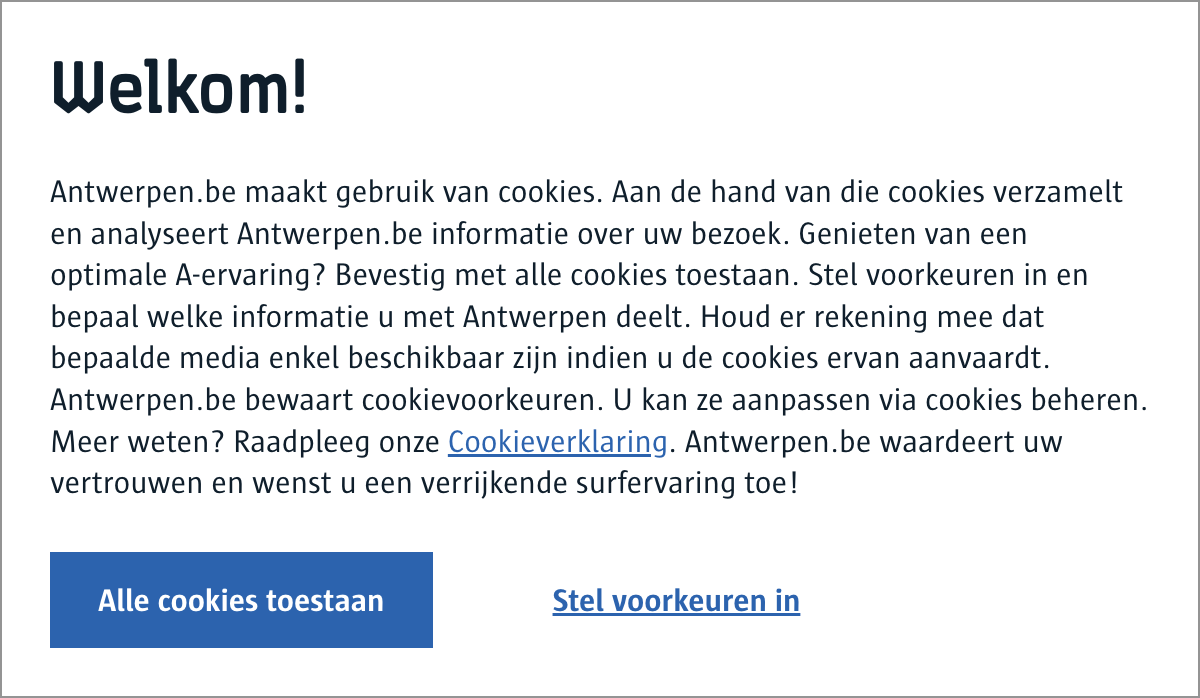 Welkom!
Antwerpen.be maakt gebruik van cookies. Aan de hand van die cookies verzamelt
en analyseert Antwerpen.be informatie over uw bezoek. Genieten van een
optimale A-ervaring? Bevestig met alle cookies toestaan. Stel voorkeuren in en
bepaal welke informatie u met Antwerpen deelt. Houd er rekening mee dat
bepaalde media enkel beschikbaar zijn indien u de cookies ervan aanvaardt.
Antwerpen.be bewaart cookievoorkeuren. U kan ze aanpassen via cookies beheren.
Meer weten? Raadpleeg onze Cookieverklaring. Antwerpen.be waardeert uw
vertrouwen en wenst u een verrijkende surfervaring toe!
Alle cookies toestaan
Stel voorkeuren in